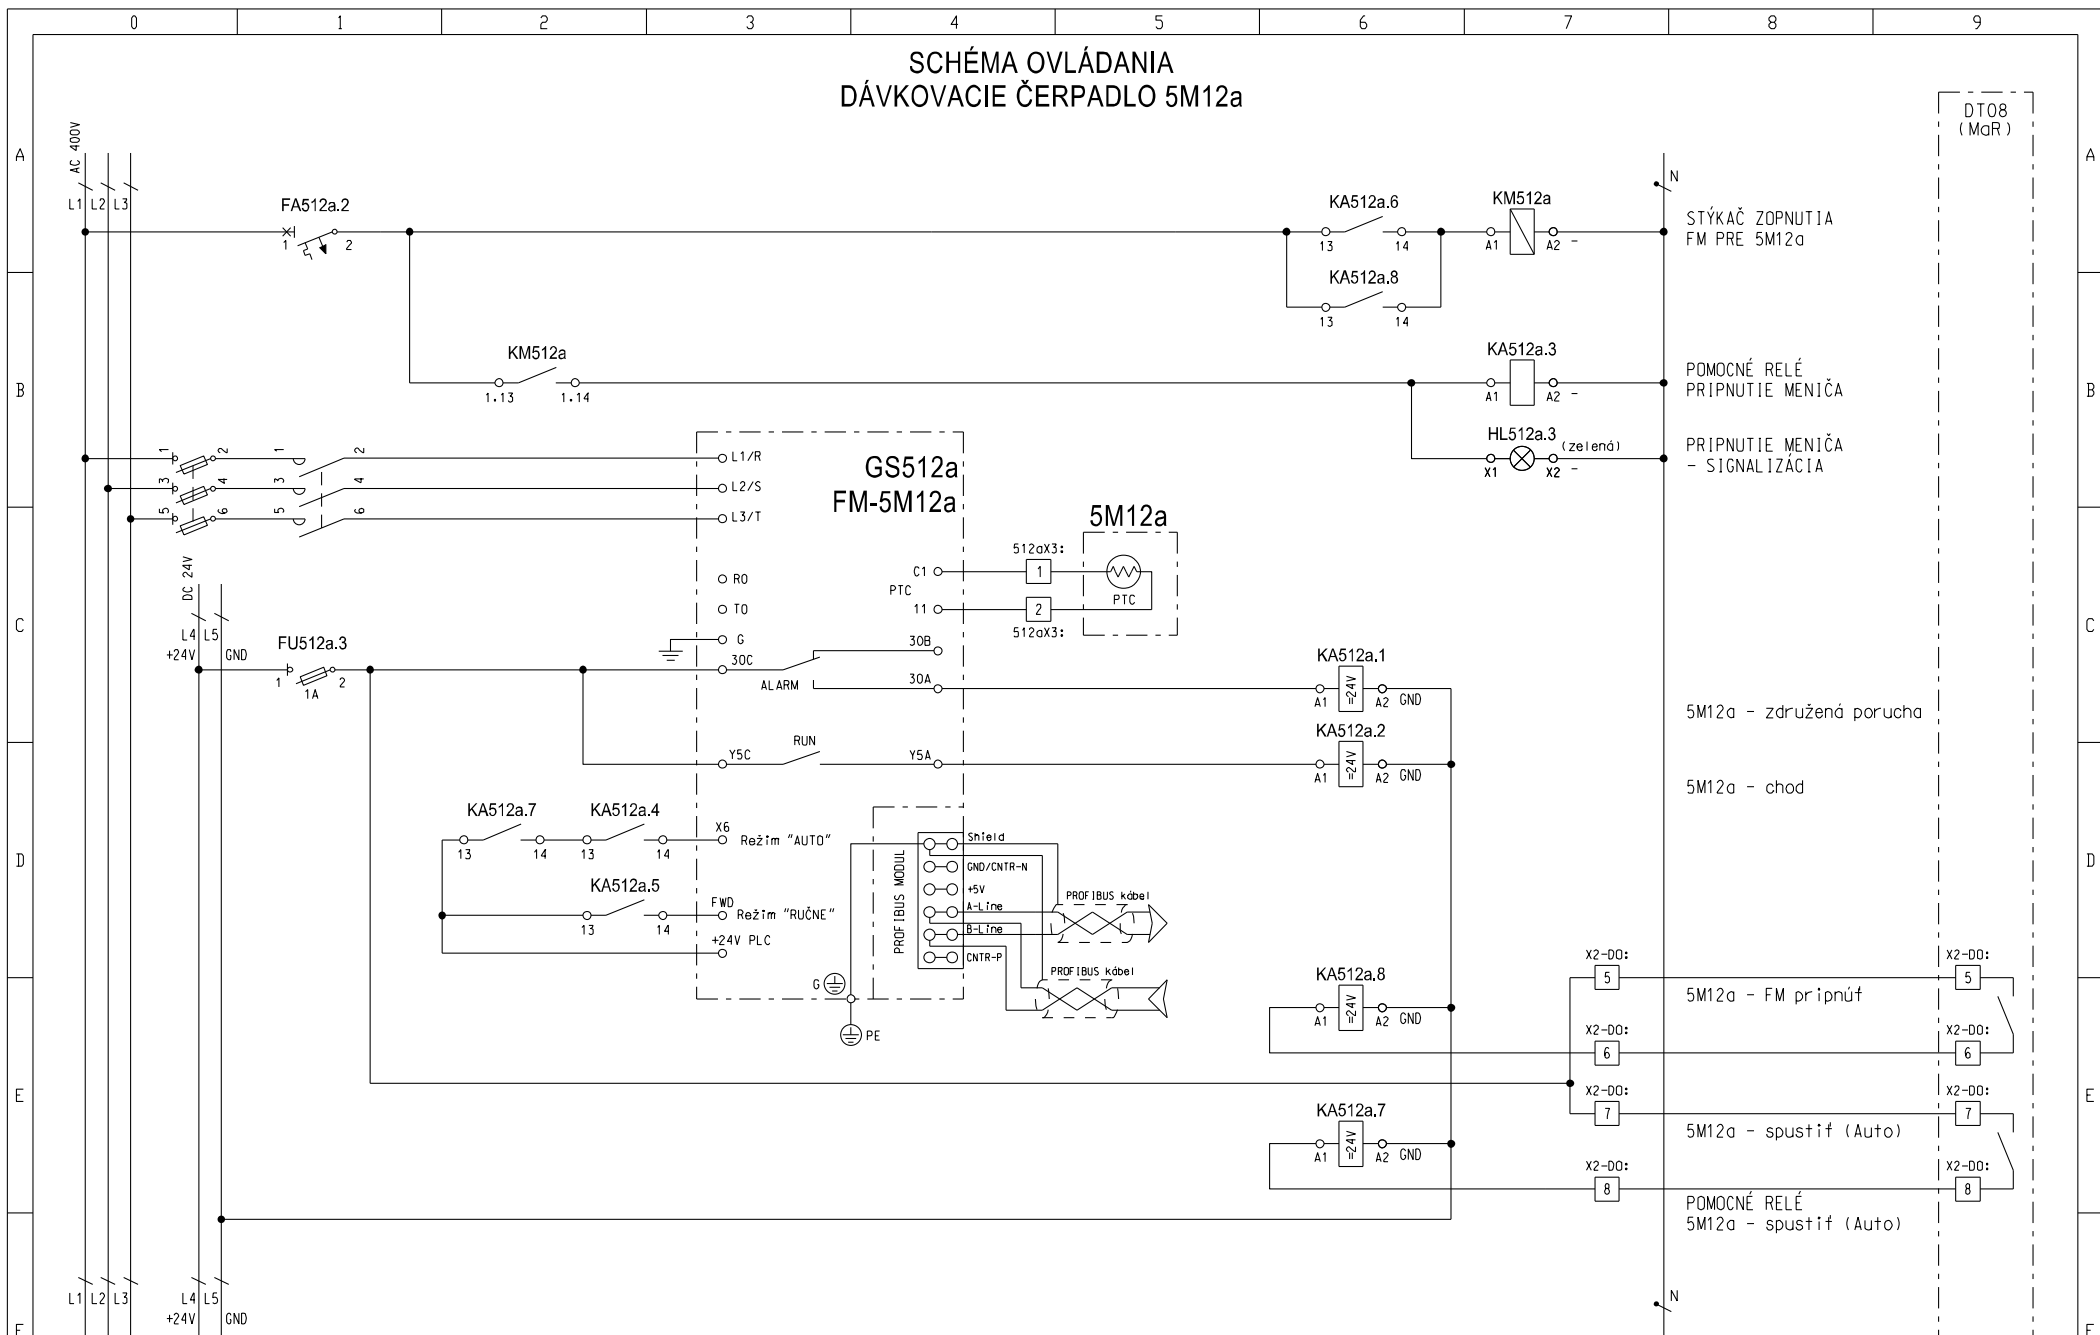 0 1 2 3 4 5 6 7 8 9
SCHÉMA OVLÁDANIA
DÁVKOVACIE ČERPADLO 5M12a
DT08
(MaR)
A
A
AC 400V
L1 L2 L3
N
FA512a.2
1 2
KA512a.6
13 14
KM512a
A1 A2 -
STÝKAČ ZOPNUTIA
FM PRE 5M12a
KA512a.8
13 14
B
B
KM512a
1.13 1.14
KA512a.3
A1 A2 -
POMOCNÉ RELÉ
PRIPNUTIE MENIČA
HL512a.3 (zelená)
X1 X2 -
PRIPNUTIE MENIČA
- SIGNALIZÁCIA
1 2 1 2
3 4 3 4
5 6 5 6
L1/R
L2/S
L3/T
GS512a
FM-5M12a
5M12a
512aX3:
1
C1
PTC
11
2
512aX3:
PTC
R0
T0
G
C
C
DC 24V
L4 L5
+24V GND
FU512a.3
1 2
1A
30C
ALARM
30B
30A
KA512a.1
=24V
A1 A2 GND
5M12a - združená porucha
Y5C
RUN
Y5A
KA512a.2
=24V
A1 A2 GND
5M12a - chod
D
D
KA512a.7
13 14
KA512a.4
13 14
X6
Režim "AUTO"
KA512a.5
13 14
FWD
Režim "RUČNE"
+24V PLC
PROFIBUS MODUL
Shield
GND/CNTR-N
+5V
A-Line
B-Line
CNTR-P
PROFIBUS kábel
PROFIBUS kábel
G
PE
KA512a.8
=24V
A1 A2 GND
X2-DO:
5
X2-DO:
5
5M12a - FM pripnúť
X2-DO:
6
X2-DO:
6
E
E
X2-DO:
7
X2-DO:
7
KA512a.7
=24V
A1 A2 GND
5M12a - spustiť (Auto)
X2-DO:
8
X2-DO:
8
POMOCNÉ RELÉ
5M12a - spustiť (Auto)
L1 L2 L3
L4 L5
+24V GND
N
F
F